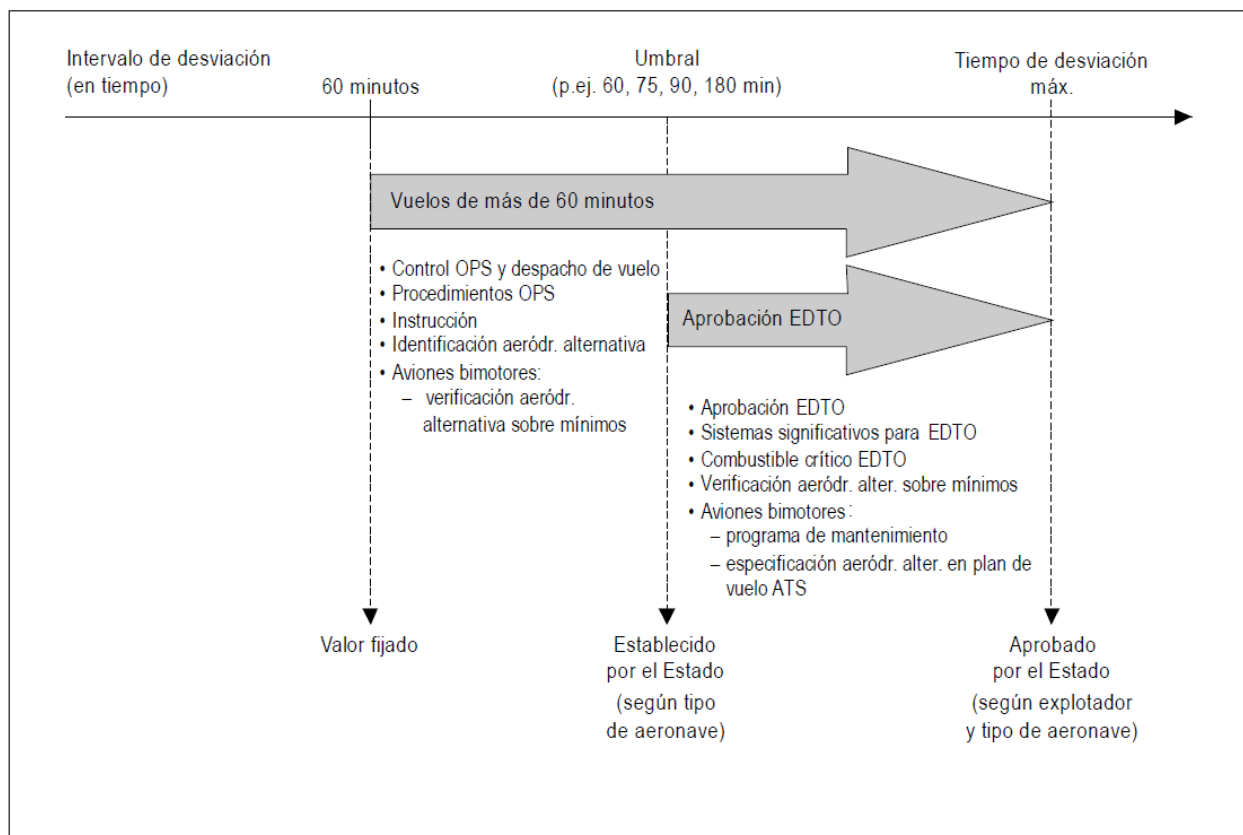 Intervalo de desviación
(en tiempo)
60 minutos
Umbral
(p.ej. 60, 75, 90, 180 min)
Tiempo de desviación
máx.
Vuelos de más de 60 minutos
• Control OPS y despacho de vuelo
• Procedimientos OPS
• Instrucción
• Identificación aeródr. alternativa
• Aviones bimotores:
– verificación aeródr.
alternativa sobre mínimos
Aprobación EDTO
• Aprobación EDTO
• Sistemas significativos para EDTO
• Combustible crítico EDTO
• Verificación aeródr. alter. sobre mínimos
• Aviones bimotores:
– programa de mantenimiento
– especificación aeródr. alter. en plan de
vuelo ATS
Valor fijado
Establecido
por el Estado
(según tipo
de aeronave)
Aprobado
por el Estado
(según explotador
y tipo de aeronave)